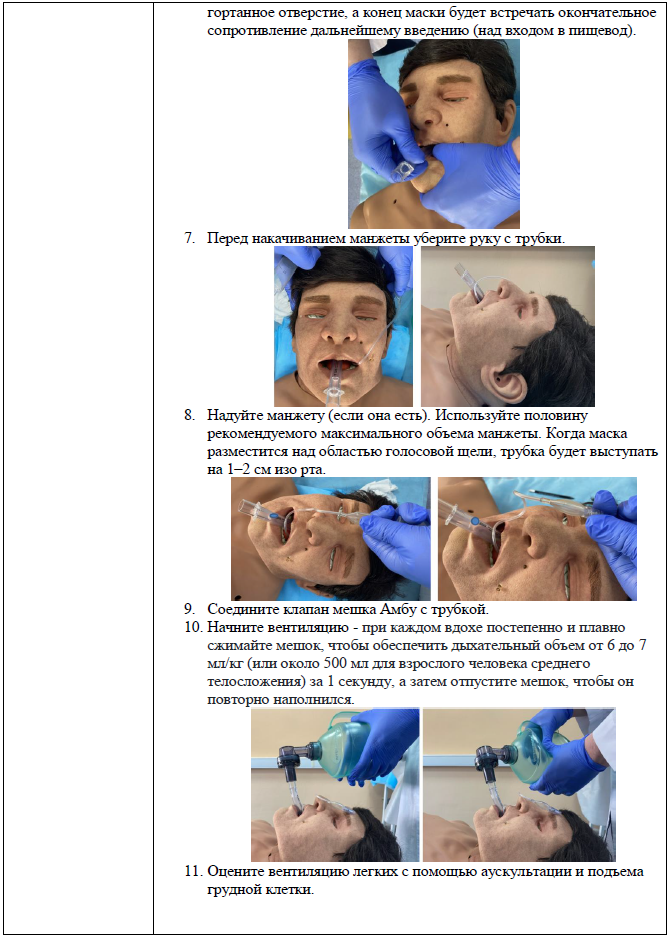 гортанное отверстие, а конец маски будет встречать окончательное
сопротивление дальнейшему введению (над входом в пищевод).
7. Перед накачиванием манжеты уберите руку с трубки.
8. Надуйте манжету (если она есть). Используйте половину
рекомендуемого максимального объема манжеты. Когда маска
разместится над областью голосовой щели, трубка будет выступать
на 1–2 см изо рта.
9. Соедините клапан мешка Амбу с трубкой.
10. Начните вентиляцию - при каждом вдохе постепенно и плавно
сжимайте мешок, чтобы обеспечить дыхательный объем от 6 до 7
мл/кг (или около 500 мл для взрослого человека среднего
телосложения) за 1 секунду, а затем отпустите мешок, чтобы он
повторно наполнился.
11. Оцените вентиляцию легких с помощью аускультации и подъема
грудной клетки.